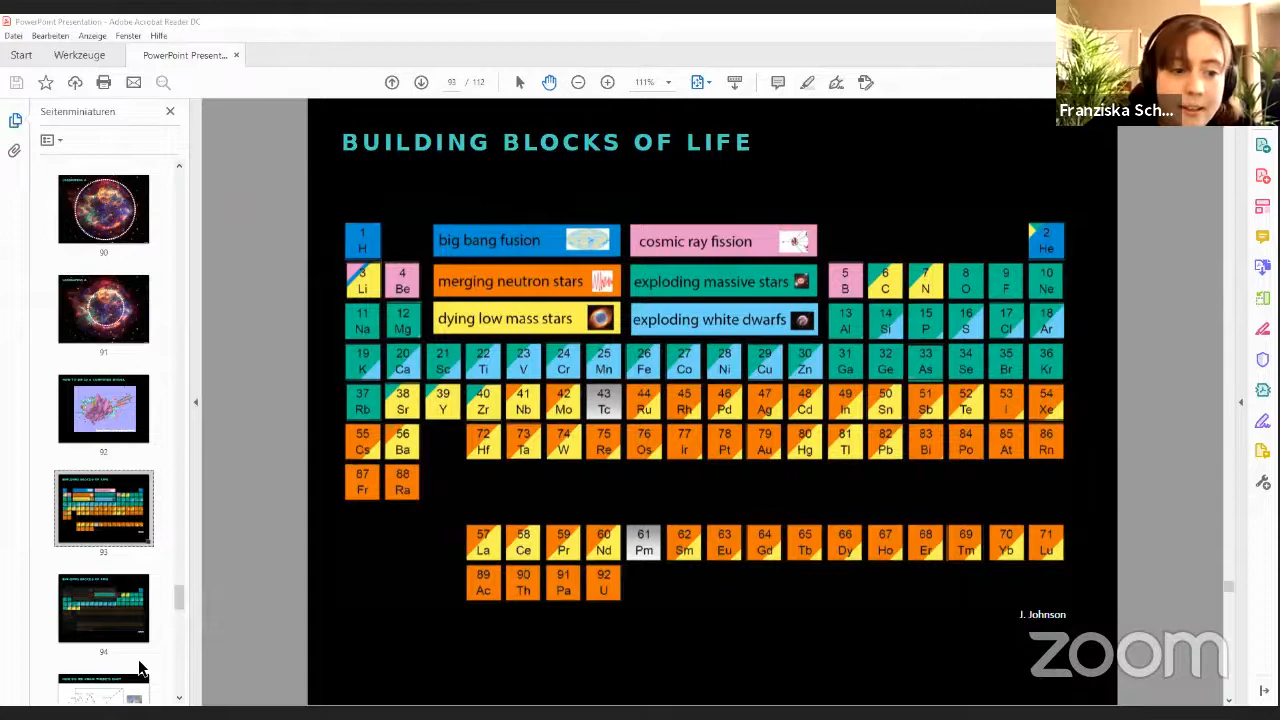 PowerPoint Presentation - Adobe Acrobat Reader DC
Datei Bearbeiten Anzeige Fenster Hilfe
Start Werkzeuge PowerPoint Present... ×
93 / 112 111%
Seitenminiaturen ×
90
91
92
93
94
Franziska Sch...
BUILDING BLOCKS OF LIFE
1 2
H big bang fusion cosmic ray fission He
3 4 5 6 7 8 9 10
Li Be merging neutron stars exploding massive stars B C N O F Ne
11 12 13 14 15 16 17 18
Na Mg dying low mass stars exploding white dwarfs Al Si P S Cl Ar
19 20 21 22 23 24 25 26 27 28 29 30 31 32 33 34 35 36
K Ca Sc Ti V Cr Mn Fe Co Ni Cu Zn Ga Ge As Se Br Kr
37 38 39 40 41 42 43 44 45 46 47 48 49 50 51 52 53 54
Rb Sr Y Zr Nb Mo Tc Ru Rh Pd Ag Cd In Sn Sb Te I Xe
55 56 72 73 74 75 76 77 78 79 80 81 82 83 84 85 86
Cs Ba Hf Ta W Re Os Ir Pt Au Hg Tl Pb Bi Po At Rn
87 88
Fr Ra
57 58 59 60 61 62 63 64 65 66 67 68 69 70 71
La Ce Pr Nd Pm Sm Eu Gd Tb Dy Ho Er Tm Yb Lu
89 90 91 92
Ac Th Pa U
J. Johnson
zoom